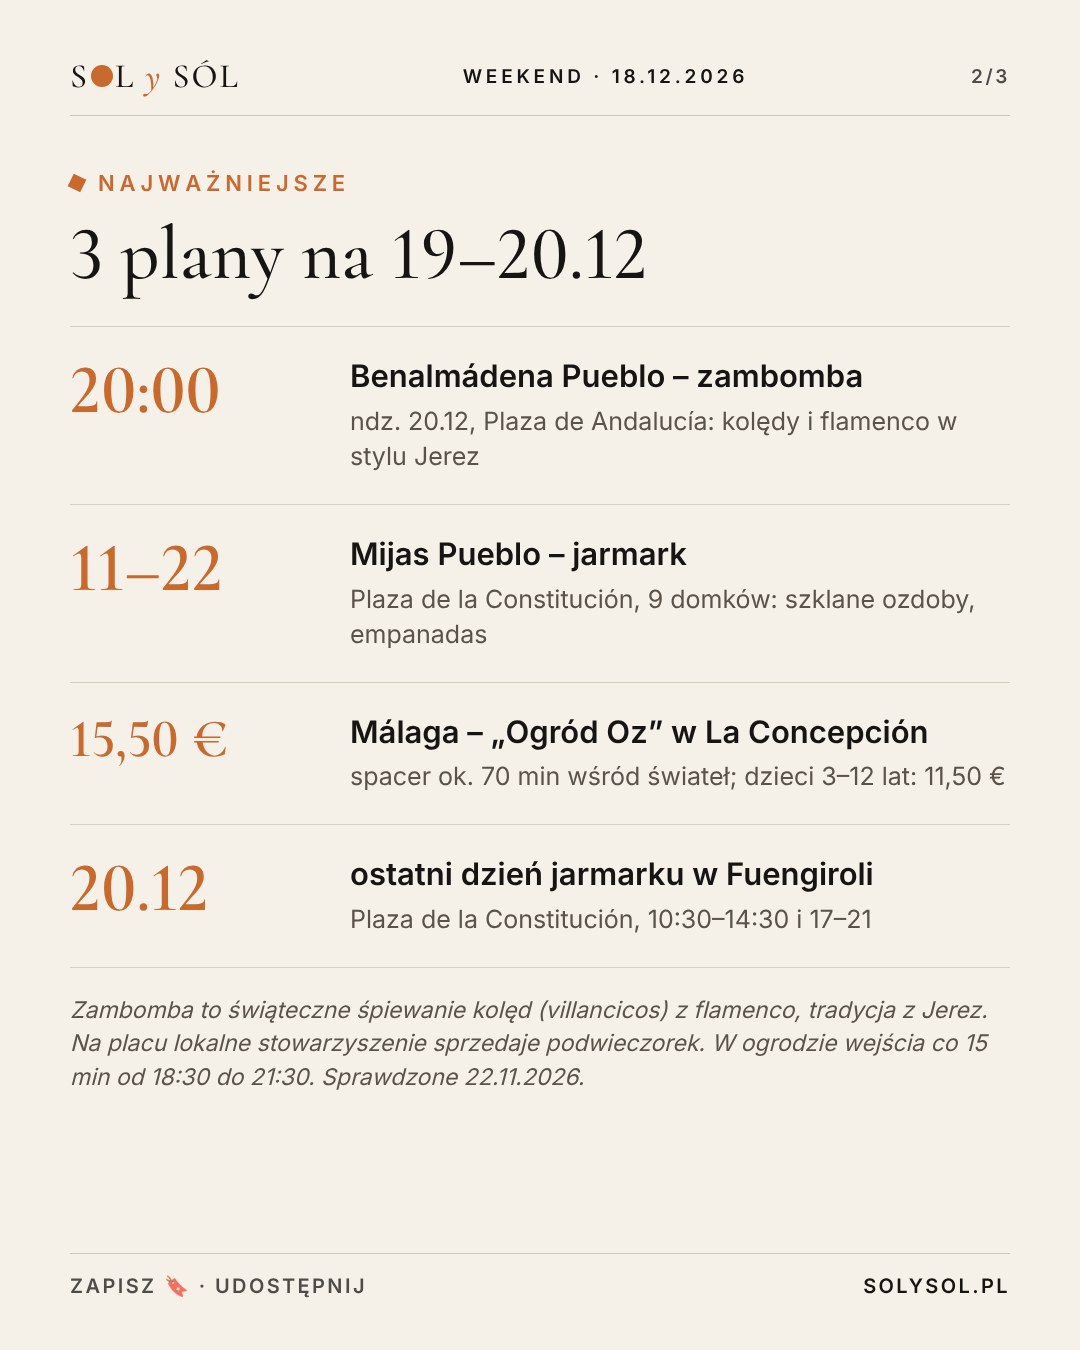 SOL y SÓL
WEEKEND · 18.12.2026
2/3
NAJWAŻNIEJSZE
3 plany na 19–20.12
20:00
Benalmádena Pueblo – zambomba
ndz. 20.12, Plaza de Andalucía: kolędy i flamenco w
stylu Jerez
11–22
Mijas Pueblo – jarmark
Plaza de la Constitución, 9 domków: szklane ozdoby,
empanadas
15,50 €
Málaga – „Ogród Oz” w La Concepción
spacer ok. 70 min wśród świateł; dzieci 3–12 lat: 11,50 €
20.12
ostatni dzień jarmarku w Fuengiroli
Plaza de la Constitución, 10:30–14:30 i 17–21
Zambomba to świąteczne śpiewanie kolęd (villancicos) z flamenco, tradycja z Jerez.
Na placu lokalne stowarzyszenie sprzedaje podwieczorek. W ogrodzie wejścia co 15
min od 18:30 do 21:30. Sprawdzone 22.11.2026.
ZAPISZ 🔖 · UDOSTĘPNIJ
SOLYSOL.PL